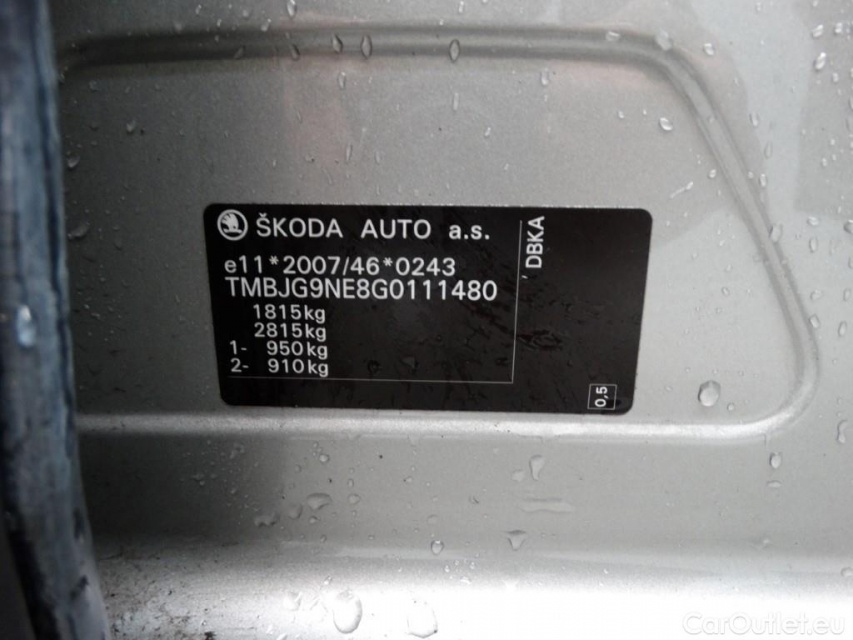 ŠKODA AUTO a.s.
e11*2007/46*0243
TMBJG9NE8G0111480
1815kg
2815kg
1- 950kg
2- 910kg
DBKA
0,5
CarOutlet.eu